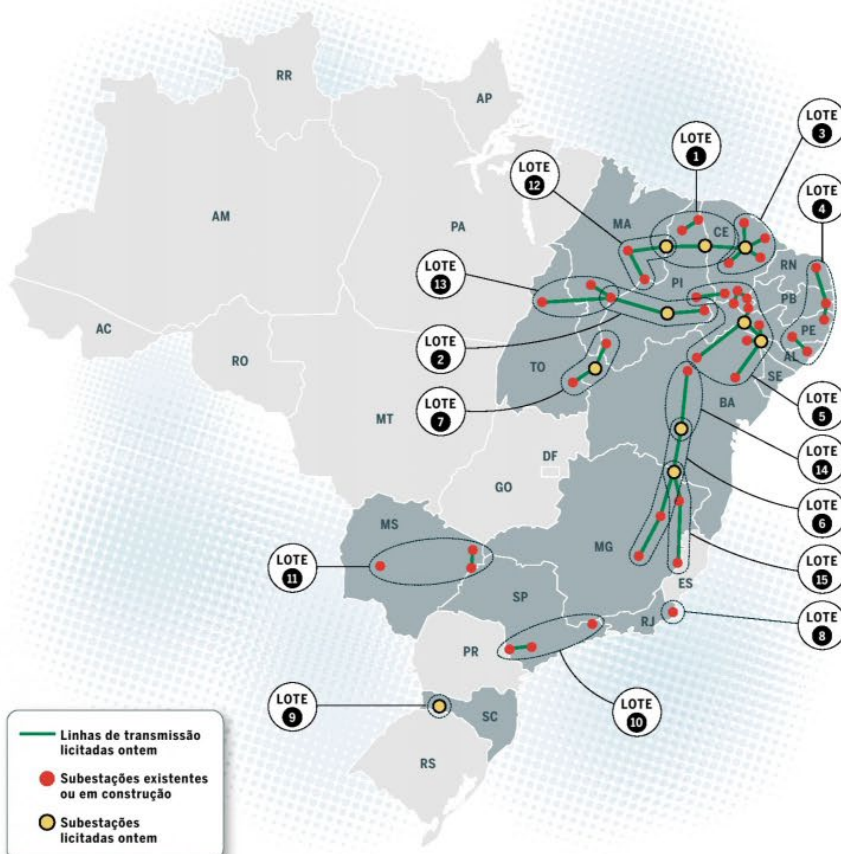 RR
AP
AM
PA
MA
CE
RN
PB
PE
AL
SE
PI
AC
RO
TO
BA
MT
DF
GO
MS
MG
ES
SP
RJ
PR
SC
RS
LOTE
1
LOTE
3
LOTE
12
LOTE
4
LOTE
13
LOTE
2
LOTE
7
LOTE
5
LOTE
14
LOTE
6
LOTE
11
LOTE
15
LOTE
8
LOTE
9
LOTE
10
Linhas de transmissão
licitadas ontem
Subestações existentes
ou em construção
Subestações
licitadas ontem